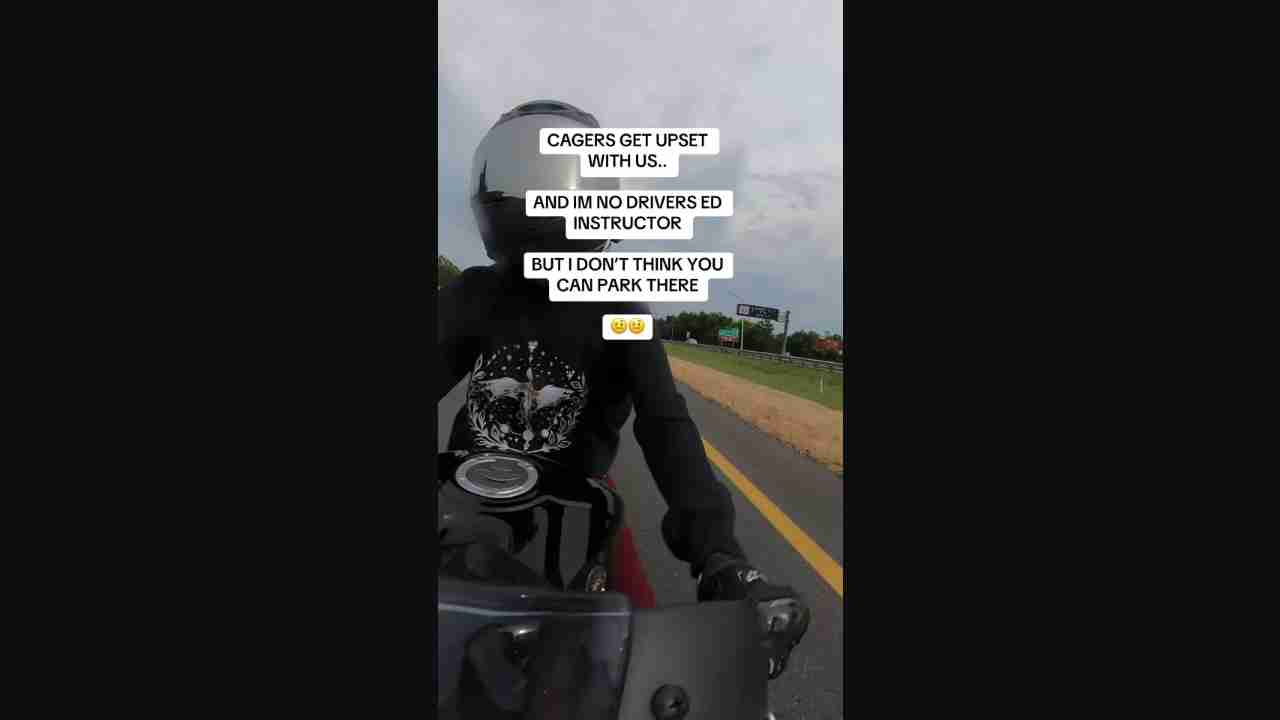 CAGERS GET UPSET
WITH US..
AND IM NO DRIVERS ED
INSTRUCTOR
BUT I DON'T THINK YOU
CAN PARK THERE
🤨🤨